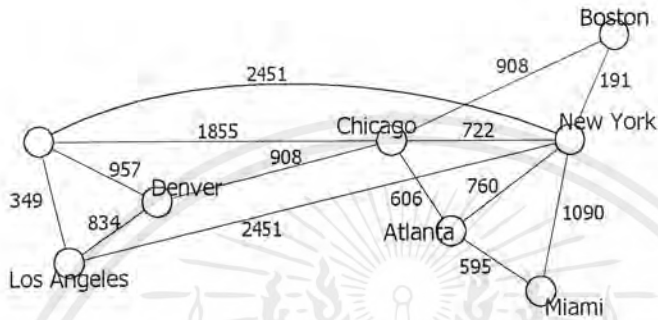 Boston
2451
908
191
1855
Chicago
722
New York
957
908
Denver
349
834
606
760
1090
2451
Atlanta
Los Angeles
595
Miami